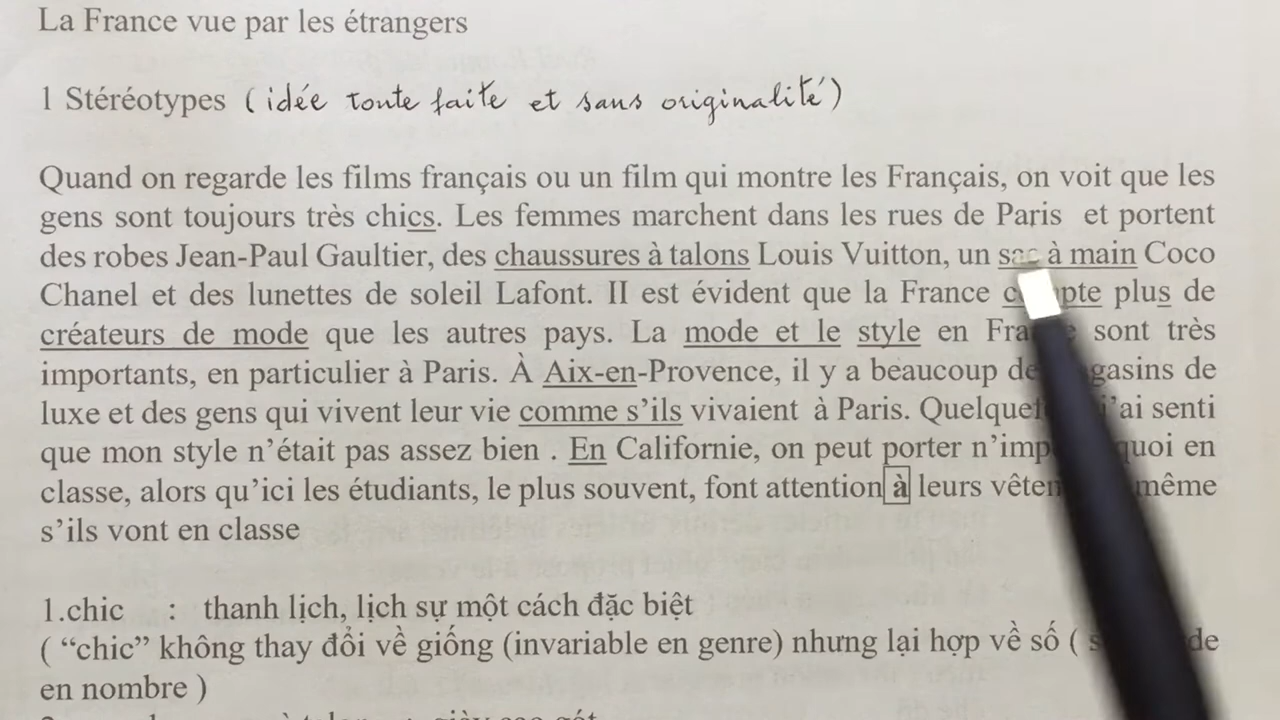 La France vue par les étrangers
1 Stéréotypes (idée toute faite et sans originalité)
Quand on regarde les films français ou un film qui montre les Français, on voit que les
gens sont toujours très chics. Les femmes marchent dans les rues de Paris et portent
des robes Jean-Paul Gaultier, des chaussures à talons Louis Vuitton, un sac à main Coco
Chanel et des lunettes de soleil Lafont. II est évident que la France compte plus de
créateurs de mode que les autres pays. La mode et le style en France sont très
importants, en particulier à Paris. À Aix-en-Provence, il y a beaucoup de magasins de
luxe et des gens qui vivent leur vie comme s’ils vivaient à Paris. j’ai senti
que mon style n’était pas assez bien . En Californie, on peut porter quoi en
classe, alors qu’ici les étudiants, le plus souvent, font attention à leurs même
s’ils vont en classe
1.chic : thanh lịch, lịch sự một cách đặc biệt
( “chic” không thay đổi về giống (invariable en genre) nhưng lại hợp về số (
en nombre )